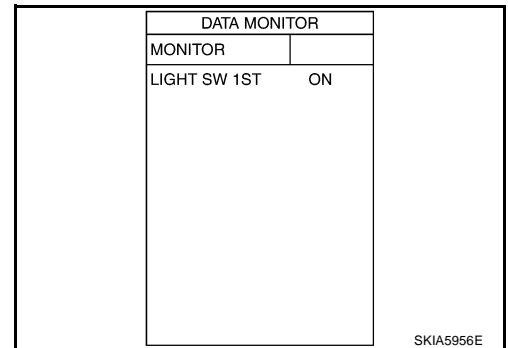 DATA MONITOR
MONITOR
LIGHT SW 1ST ON
SKIA5956E